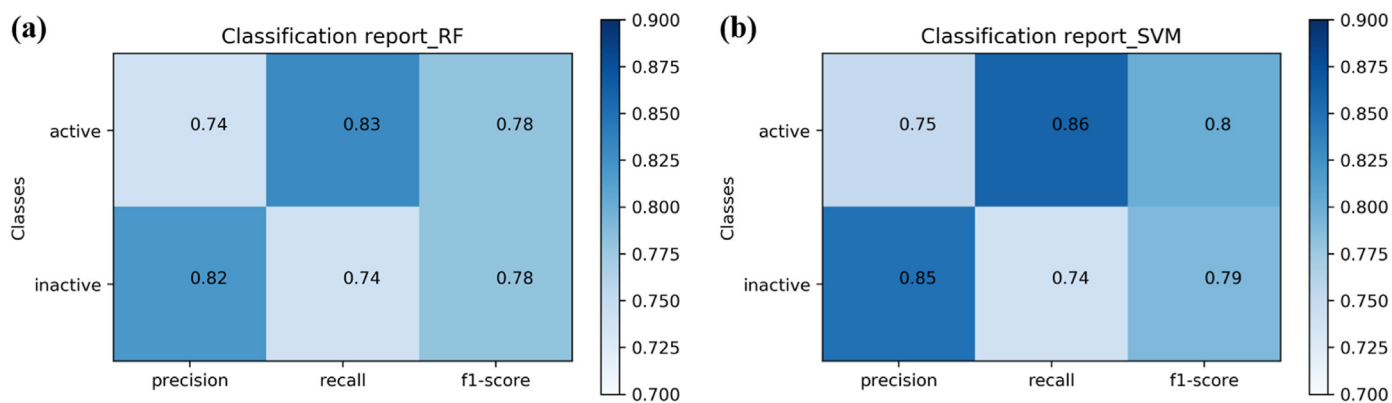 (a)
Classification report_RF
Classes
active
inactive
0.74 0.83 0.78
0.82 0.74 0.78
precision recall f1-score
0.900
0.875
0.850
0.825
0.800
0.775
0.750
0.725
0.700
(b)
Classification report_SVM
Classes
active
inactive
0.75 0.86 0.8
0.85 0.74 0.79
precision recall f1-score
0.900
0.875
0.850
0.825
0.800
0.775
0.750
0.725
0.700